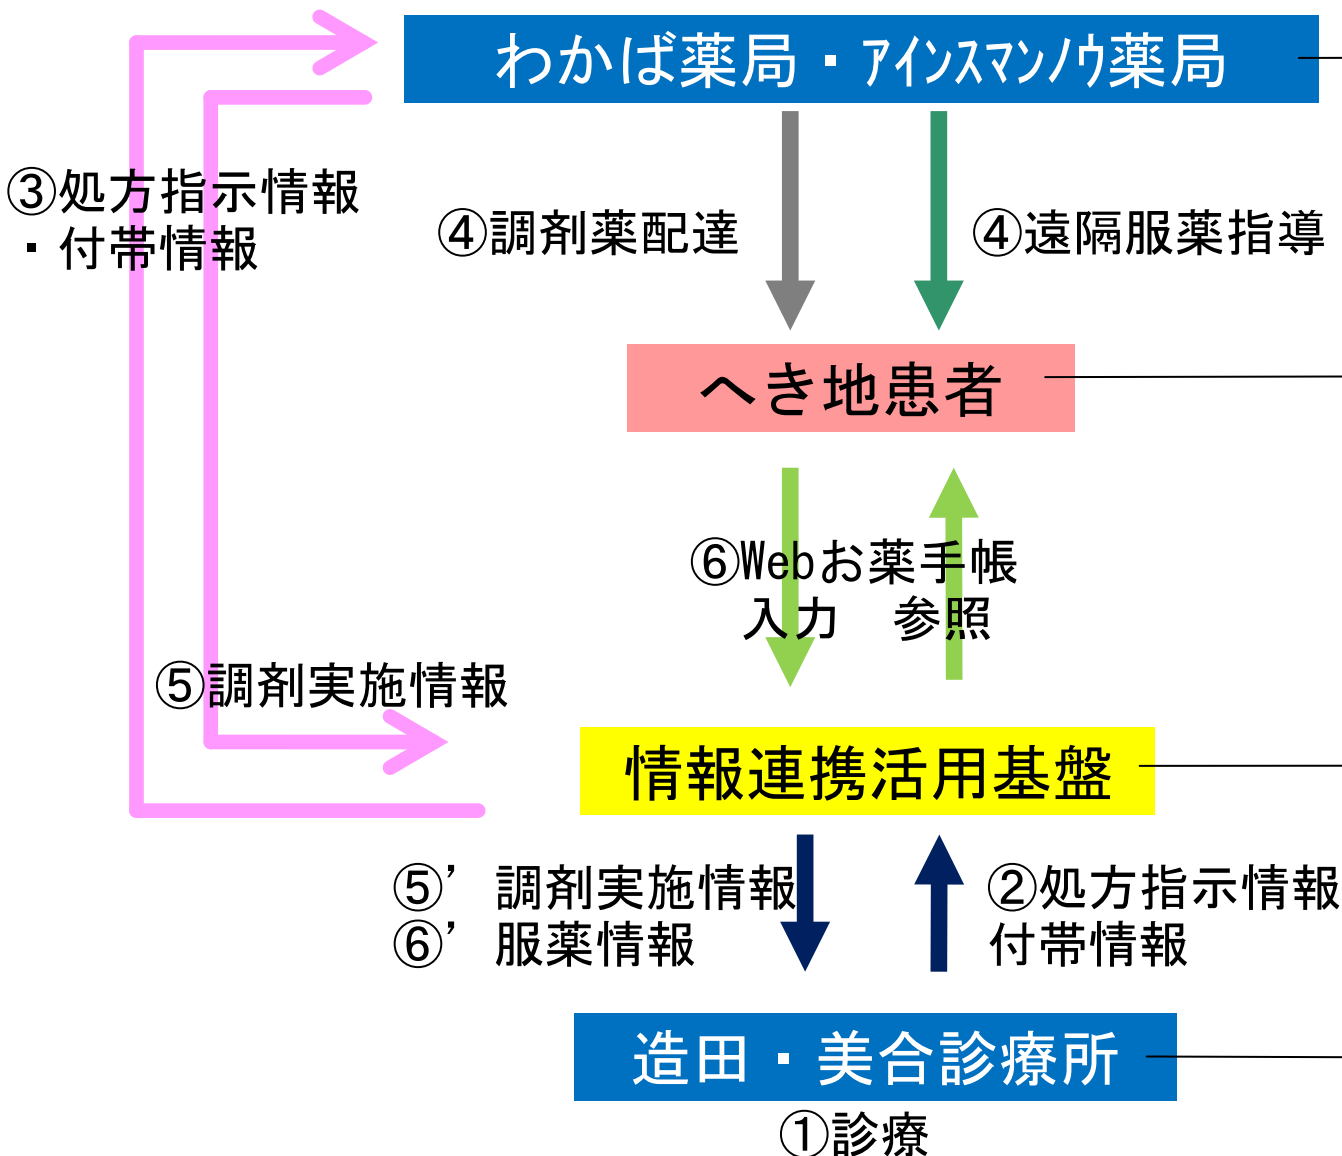 わかば薬局・ｱｲﾝｽﾏﾝﾉｳ薬局
③処方指示情報
・付帯情報
④調剤薬配達
④遠隔服薬指導
へき地患者
⑥Webお薬手帳
入力　参照
⑤調剤実施情報
情報連携活用基盤
⑤’調剤実施情報
⑥’服薬情報
②処方指示情報
付帯情報
造田・美合診療所
①診療